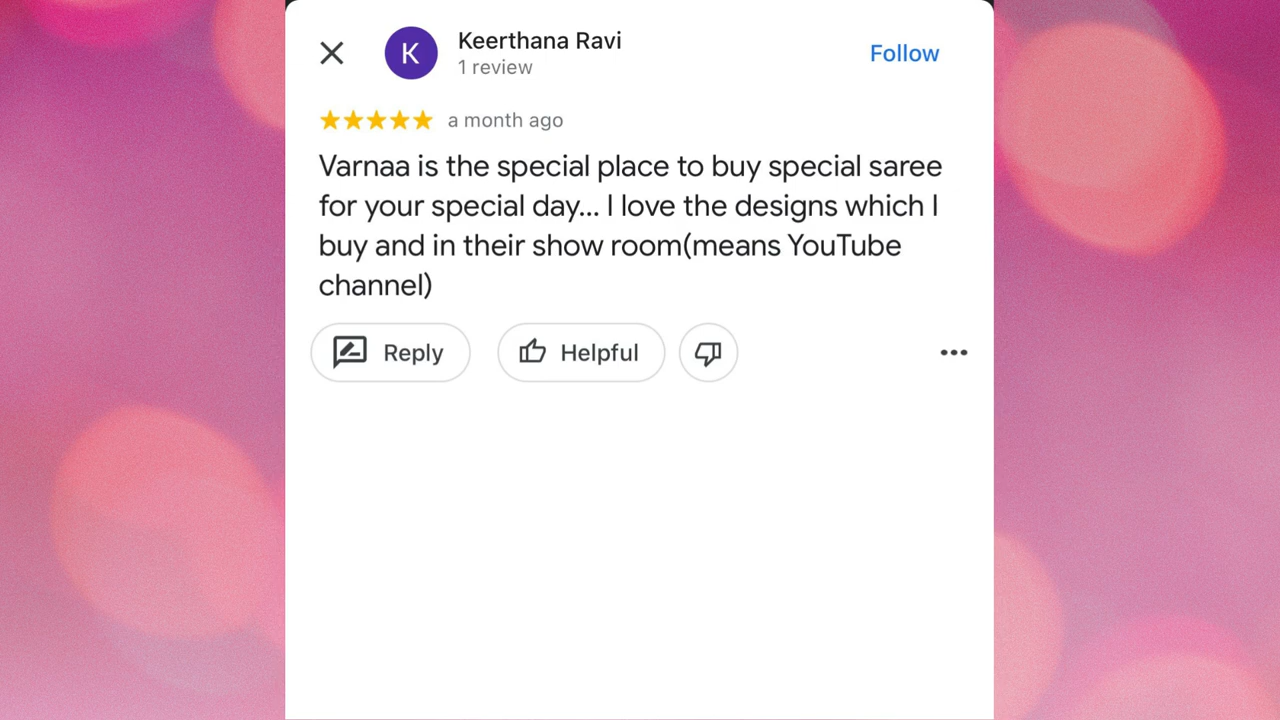 K
Keerthana Ravi
1 review
Follow
a month ago
Varnaa is the special place to buy special saree
for your special day... I love the designs which I
buy and in their show room(means YouTube
channel)
Reply
Helpful